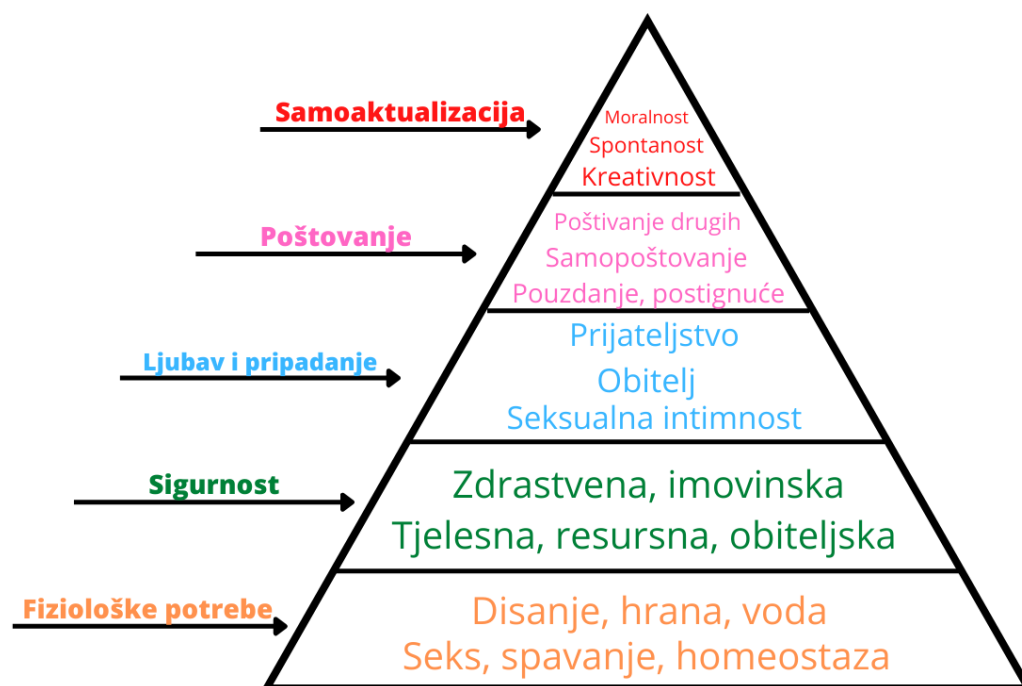 Samoaktualizacija
Moralnost
Spontanost
Kreativnost
Poštovanje
Poštivanje drugih
Samopoštovanje
Pouzdanje, postignuće
Ljubav i pripadanje
Prijateljstvo
Obitelj
Seksualna intimnost
Sigurnost
Zdrastvena, imovinska
Tjelesna, resursna, obiteljska
Fiziološke potrebe
Disanje, hrana, voda
Seks, spavanje, homeostaza